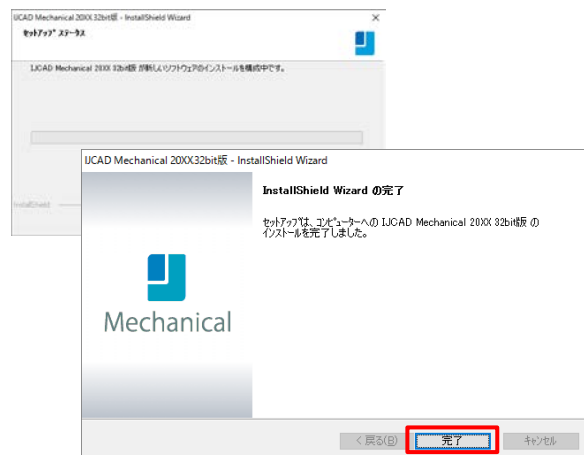 IJCAD Mechanical 20XX 32bit版 - InstallShield Wizard
セットアップ ステータス
IJCAD Mechanical 20XX 32bit版 が新しいソフトウェアのインストールを構成中です。
InstallShield
IJCAD Mechanical 20XX32bit版 - InstallShield Wizard
InstallShield Wizard の完了
セットアップは、コンピューターへの IJCAD Mechanical 20XX 32bit版 の
インストールを完了しました。
Mechanical
< 戻る(B)
完了
キャンセル